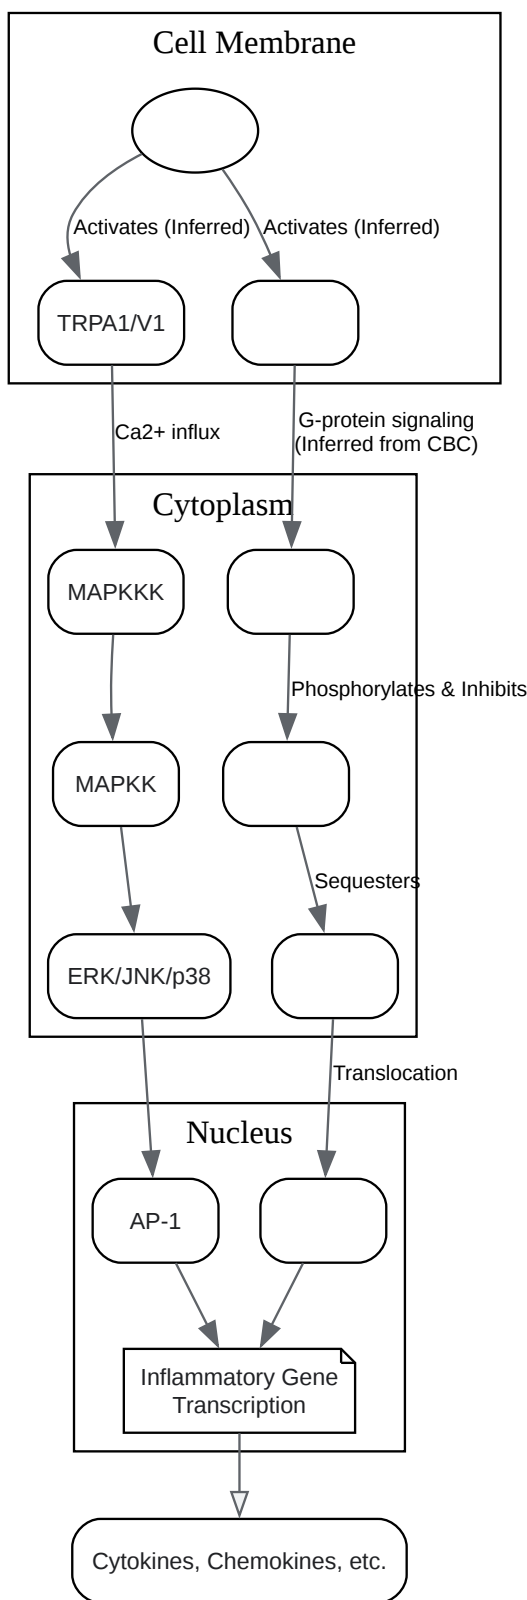 Cell Membrane
Activates (Inferred)
Activates (Inferred)
TRPA1/V1
Ca2+ influx
G-protein signaling
(Inferred from CBC)
Cytoplasm
MAPKKK
Phosphorylates & Inhibits
MAPKK
Sequesters
ERK/JNK/p38
Translocation
Nucleus
AP-1
Inflammatory Gene
Transcription
Cytokines, Chemokines, etc.